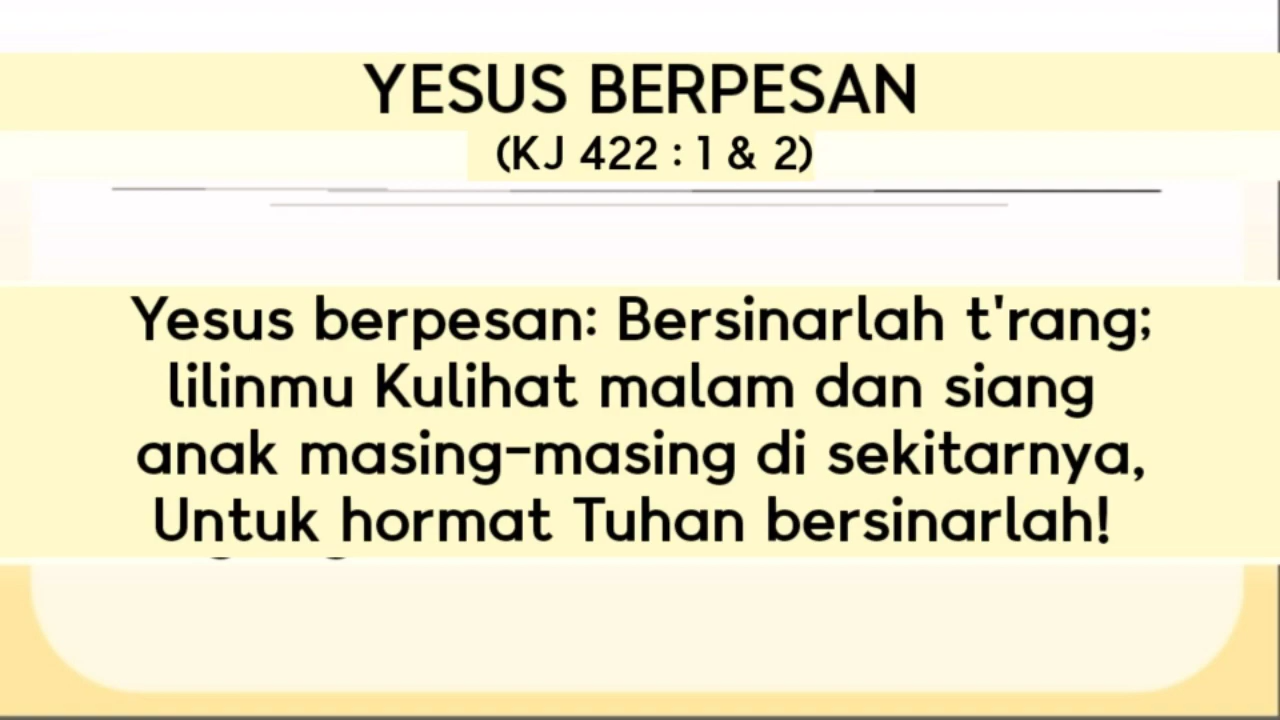 YESUS BERPESAN
(KJ 422 : 1 & 2)
Yesus berpesan: Bersinarlah t'rang;
lilinmu Kulihat malam dan siang
anak masing-masing di sekitarnya,
Untuk hormat Tuhan bersinarlah!